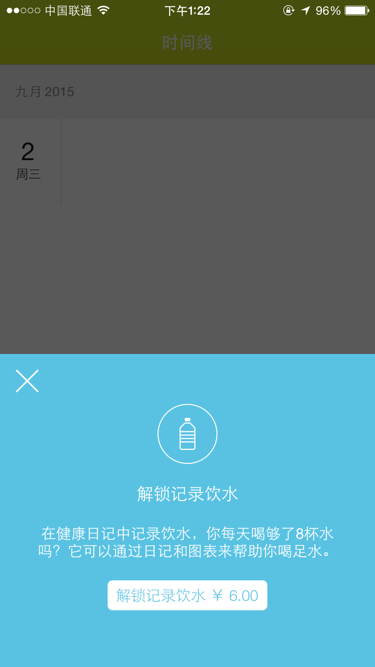 中国联通 下午1:22 96%
时间线
九月 2015
2
周三
解锁记录饮水
在健康日记中记录饮水，你每天喝够了8杯水
吗？它可以通过日记和图表来帮助你喝足水。
解锁记录饮水 ¥ 6.00